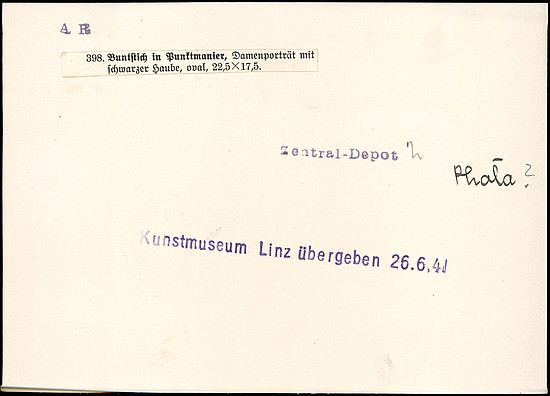 AR
398. Buntstich in Punktmanier, Damenporträt mit
schwarzer Haube, oval, 22,5×17,5.
Zentral-Depot
?
Kunstmuseum Linz übergeben 26.6.41